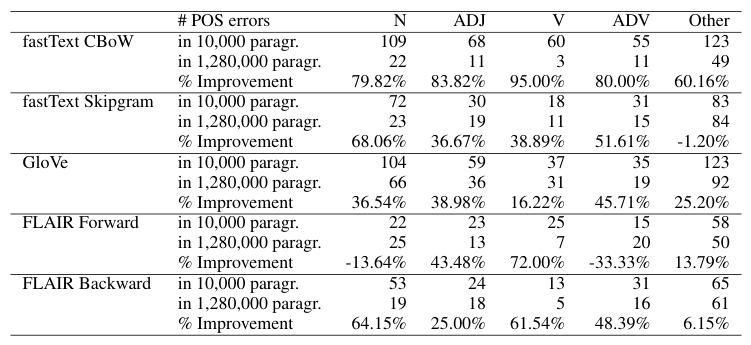 # POS errors N ADJ V ADV Other
fastText CBoW in 10,000 paragr. 109 68 60 55 123
in 1,280,000 paragr. 22 11 3 11 49
% Improvement 79.82% 83.82% 95.00% 80.00% 60.16%
fastText Skipgram in 10,000 paragr. 72 30 18 31 83
in 1,280,000 paragr. 23 19 11 15 84
% Improvement 68.06% 36.67% 38.89% 51.61% -1.20%
GloVe in 10,000 paragr. 104 59 37 35 123
in 1,280,000 paragr. 66 36 31 19 92
% Improvement 36.54% 38.98% 16.22% 45.71% 25.20%
FLAIR Forward in 10,000 paragr. 22 23 25 15 58
in 1,280,000 paragr. 25 13 7 20 50
% Improvement -13.64% 43.48% 72.00% -33.33% 13.79%
FLAIR Backward in 10,000 paragr. 53 24 13 31 65
in 1,280,000 paragr. 19 18 5 16 61
% Improvement 64.15% 25.00% 61.54% 48.39% 6.15%